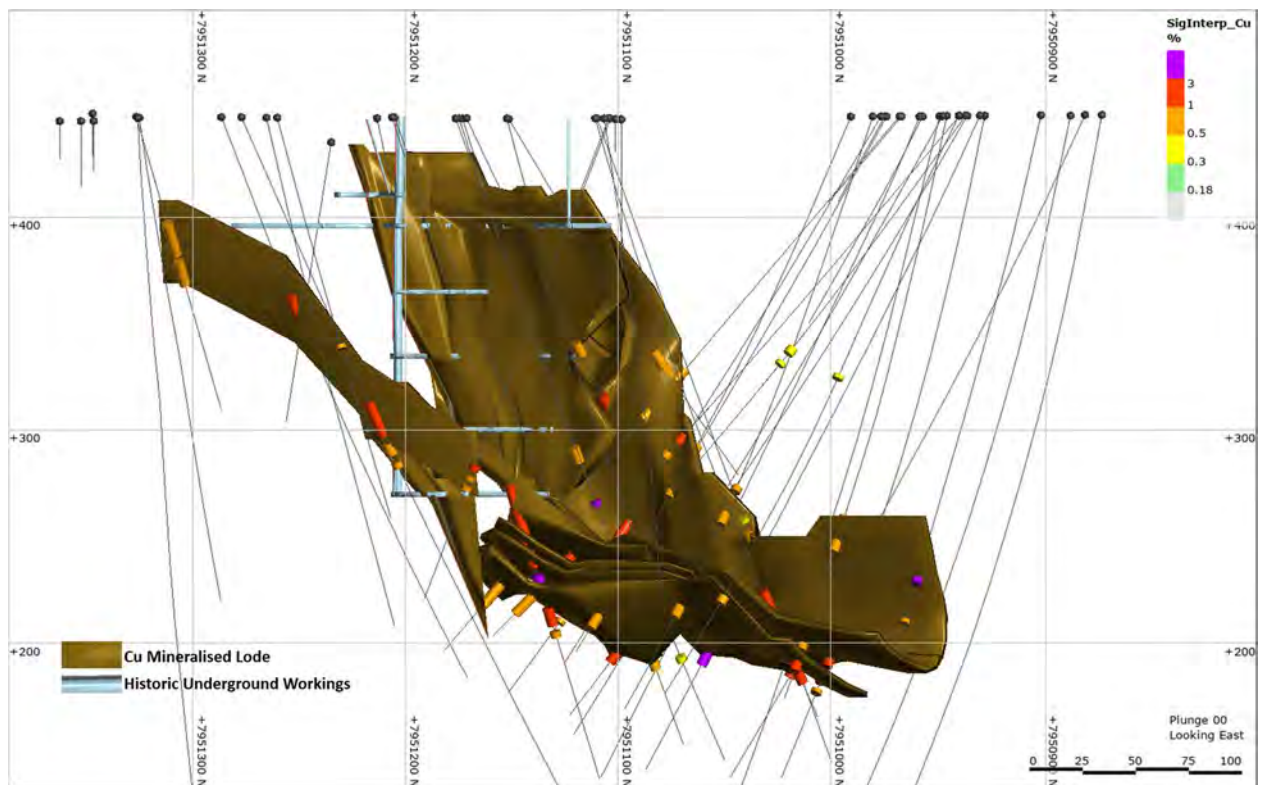 +7951300 N
+7951200 N
+7951100 N
+7951000 N
+7950900 N
SigInterp_Cu
%
3
1
0.5
0.3
0.18
+400
+400
+300
+300
+200
+200
Cu Mineralised Lode
Historic Underground Workings
+7951300 N
+7951200 N
+7951100 N
+7951000 N
+7950900 N
Plunge 00
Looking East
0 25 50 75 100